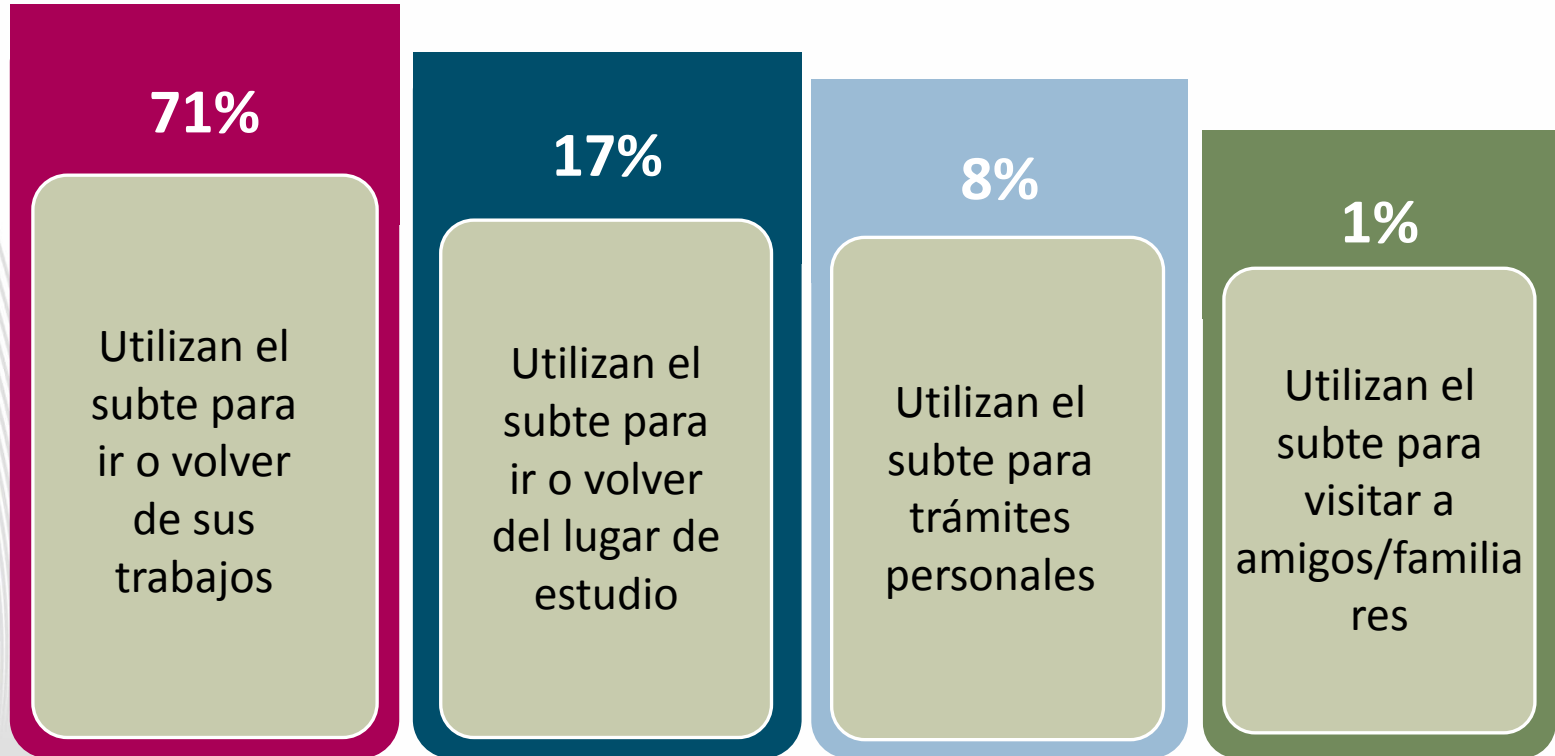 71%
Utilizan el
subte para
ir o volver
de sus
trabajos
17%
Utilizan el
subte para
ir o volver
del lugar de
estudio
8%
Utilizan el
subte para
trámites
personales
1%
Utilizan el
subte para
visitar a
amigos/familia
res